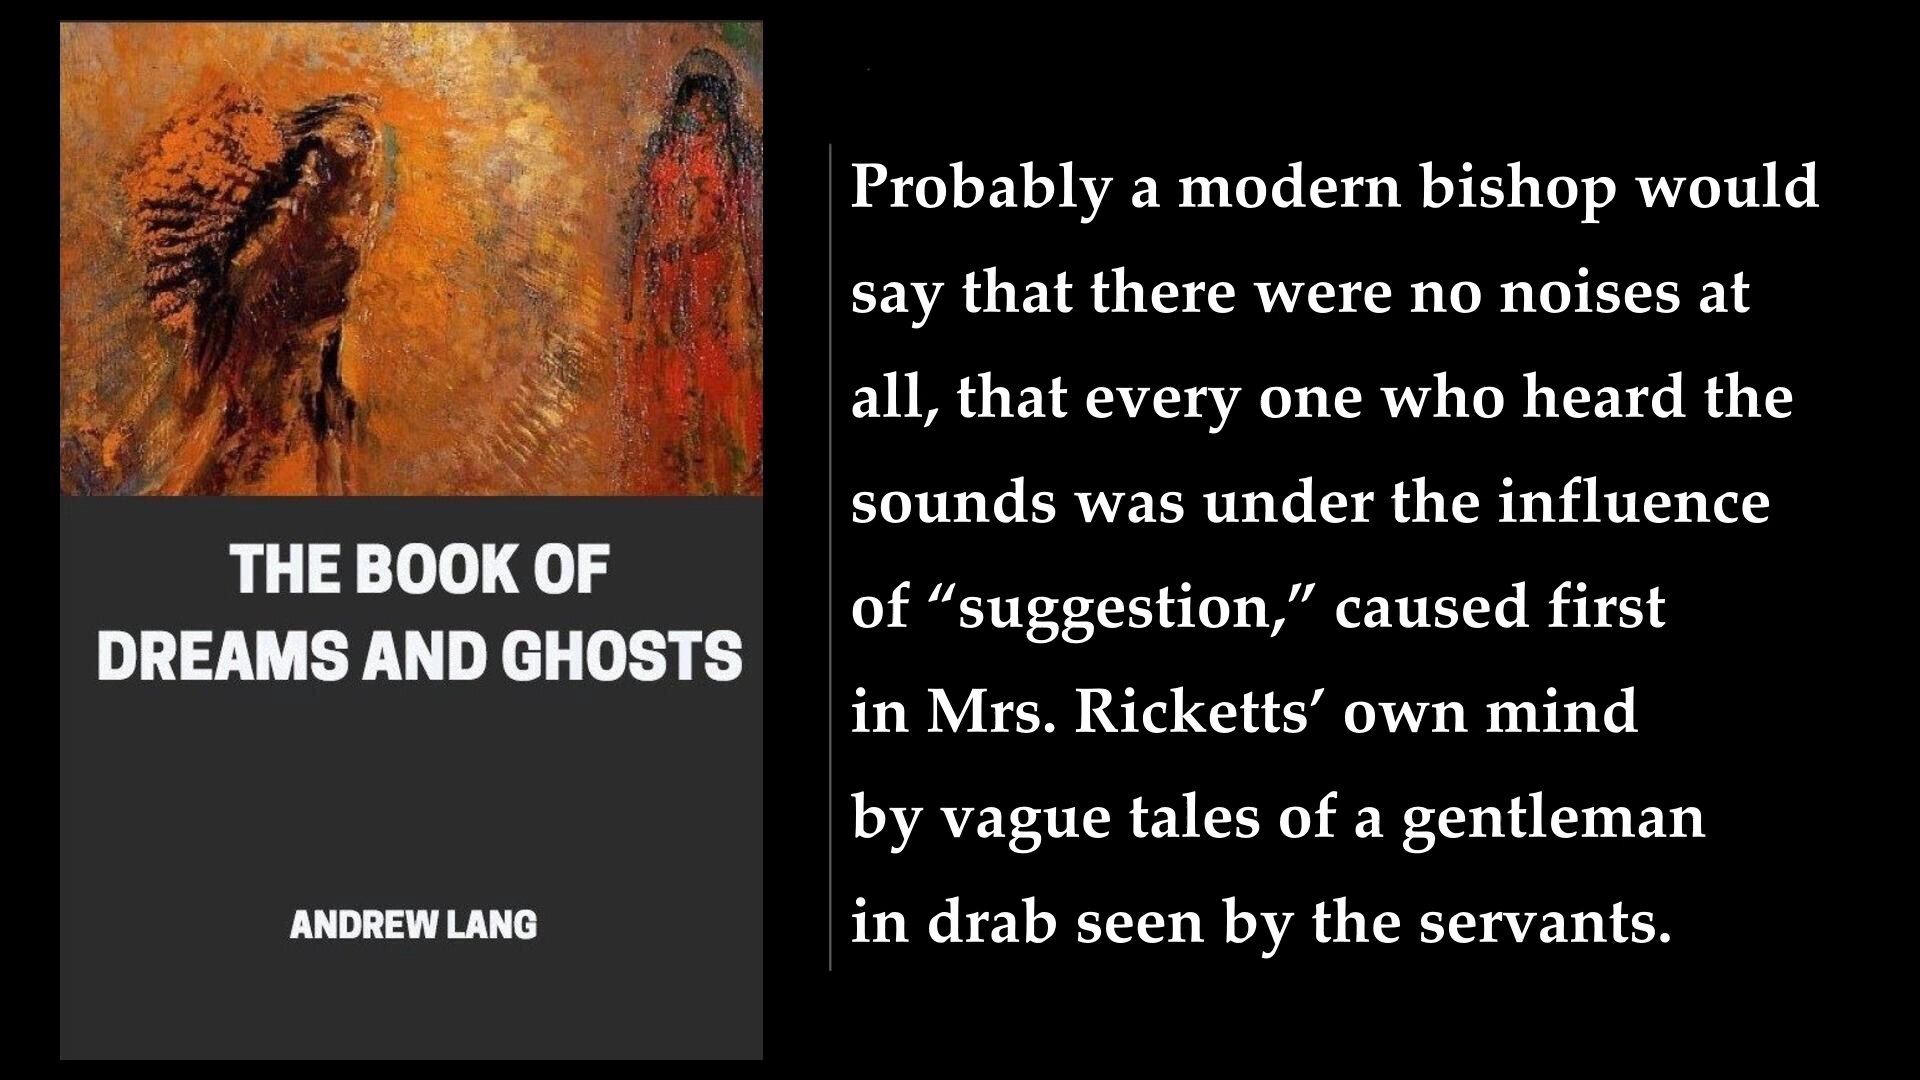 THE BOOK OF
DREAMS AND GHOSTS
ANDREW LANG
Probably a modern bishop would
say that there were no noises at
all, that every one who heard the
sounds was under the influence
of “suggestion,” caused first
in Mrs. Ricketts’ own mind
by vague tales of a gentleman
in drab seen by the servants.